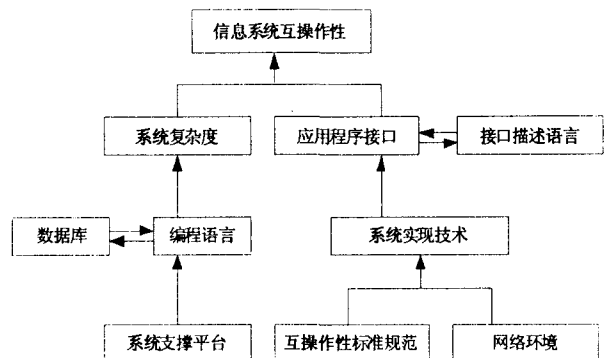 信息系统互操作性
系统复杂度
应用程序接口
接口描述语言
数据库
编程语言
系统实现技术
系统支撑平台
互操作性标准规范
网络环境